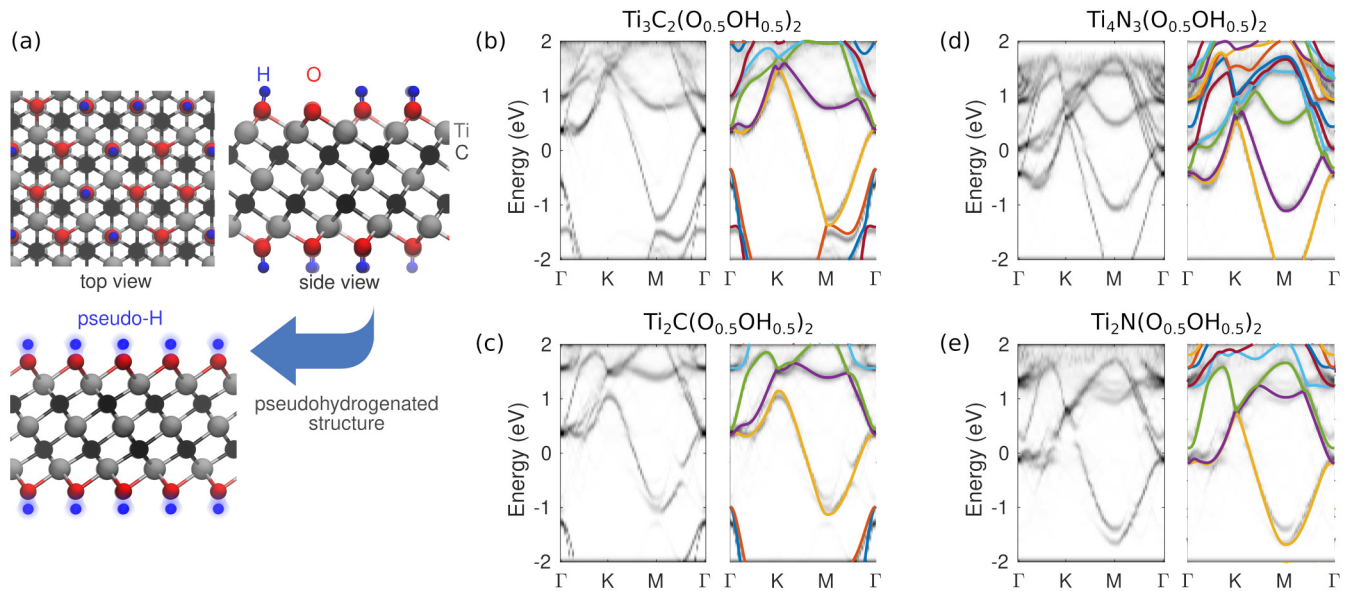 (a)
H
O
Ti
C
top view
side view
pseudo-H
pseudohydrogenated
structure
(b)
Ti₃C₂(O₀.₅OH₀.₅)₂
Energy (eV)
2
1
0
-1
-2
Γ K M Γ
Γ K M Γ
(c)
Ti₂C(O₀.₅OH₀.₅)₂
Energy (eV)
2
1
0
-1
-2
Γ K M Γ
Γ K M Γ
(d)
Ti₄N₃(O₀.₅OH₀.₅)₂
Energy (eV)
2
1
0
-1
-2
Γ K M Γ
Γ K M Γ
(e)
Ti₂N(O₀.₅OH₀.₅)₂
Energy (eV)
2
1
0
-1
-2
Γ K M Γ
Γ K M Γ